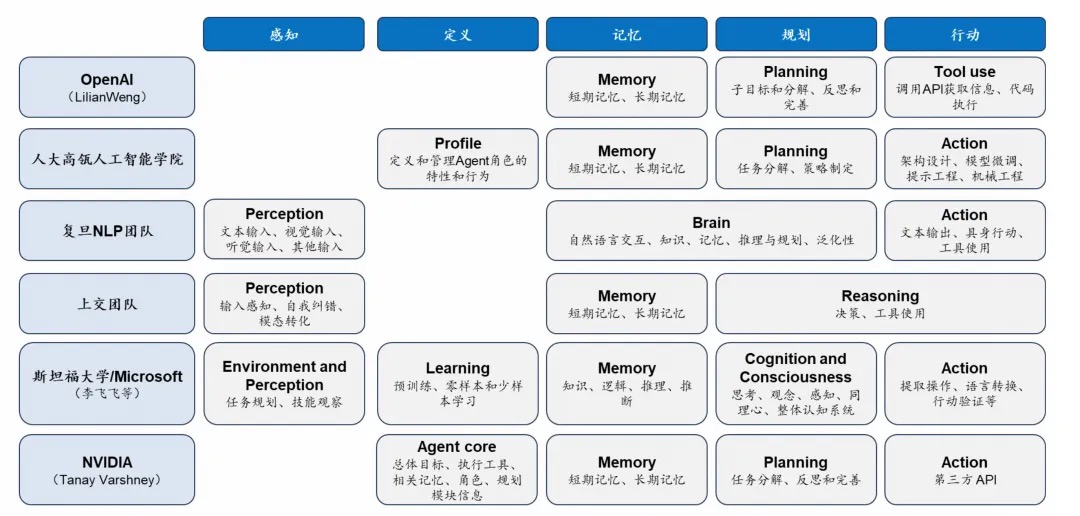 感知
定义
记忆
规划
行动
OpenAI
（LilianWeng）
Memory
短期记忆、长期记忆
Planning
子目标和分解、反思和
完善
Tool use
调用API获取信息、代码
执行
人大高瓴人工智能学院
Profile
定义和管理Agent角色的
特性和行为
Memory
短期记忆、长期记忆
Planning
任务分解、策略制定
Action
架构设计、模型微调、
提示工程、机械工程
复旦NLP团队
Perception
文本输入、视觉输入、
听觉输入、其他输入
Brain
自然语言交互、知识、记忆、推理与规划、泛化性
Action
文本输出、具身行动、
工具使用
上交团队
Perception
输入感知、自我纠错、
模态转化
Memory
短期记忆、长期记忆
Reasoning
决策、工具使用
斯坦福大学/Microsoft
（李飞飞等）
Environment and
Perception
任务规划、技能观察
Learning
预训练、零样本和少样
本学习
Memory
知识、逻辑、推理、推
断
Cognition and
Consciousness
思考、观念、感知、同
理心、整体认知系统
Action
提取操作、语言转换、
行动验证等
NVIDIA
（Tanay Varshney）
Agent core
总体目标、执行工具、
相关记忆、角色、规划
模块信息
Memory
短期记忆、长期记忆
Planning
任务分解、反思和完善
Action
第三方API